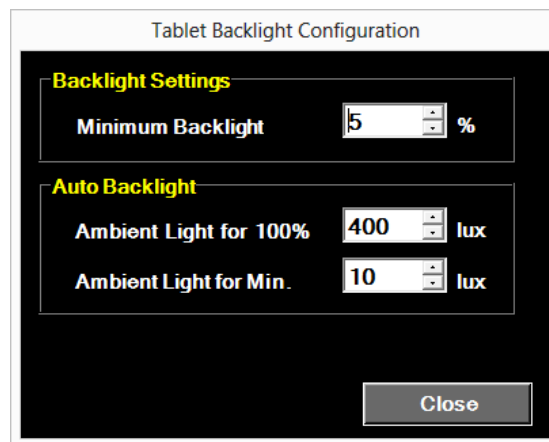 Tablet Backlight Configuration
Backlight Settings
Minimum Backlight 5 %
Auto Backlight
Ambient Light for 100% 400 lux
Ambient Light for Min. 10 lux
Close